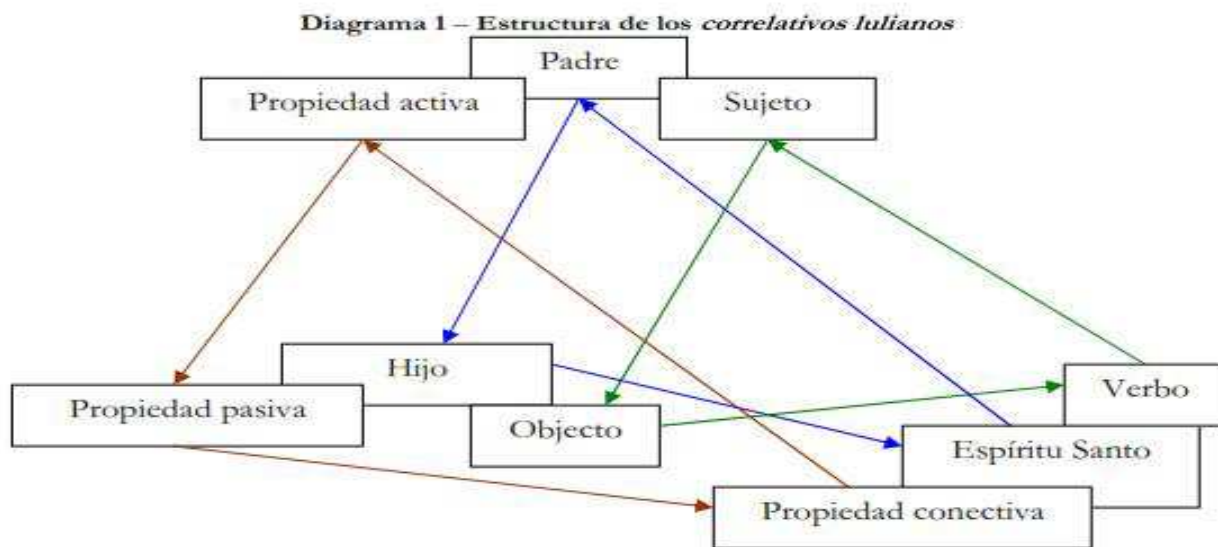 Diagrama 1 – Estructura de los correlativos lulianos
Padre
Propiedad activa
Sujeto
Hijo
Verbo
Propiedad pasiva
Objecto
Espíritu Santo
Propiedad conectiva